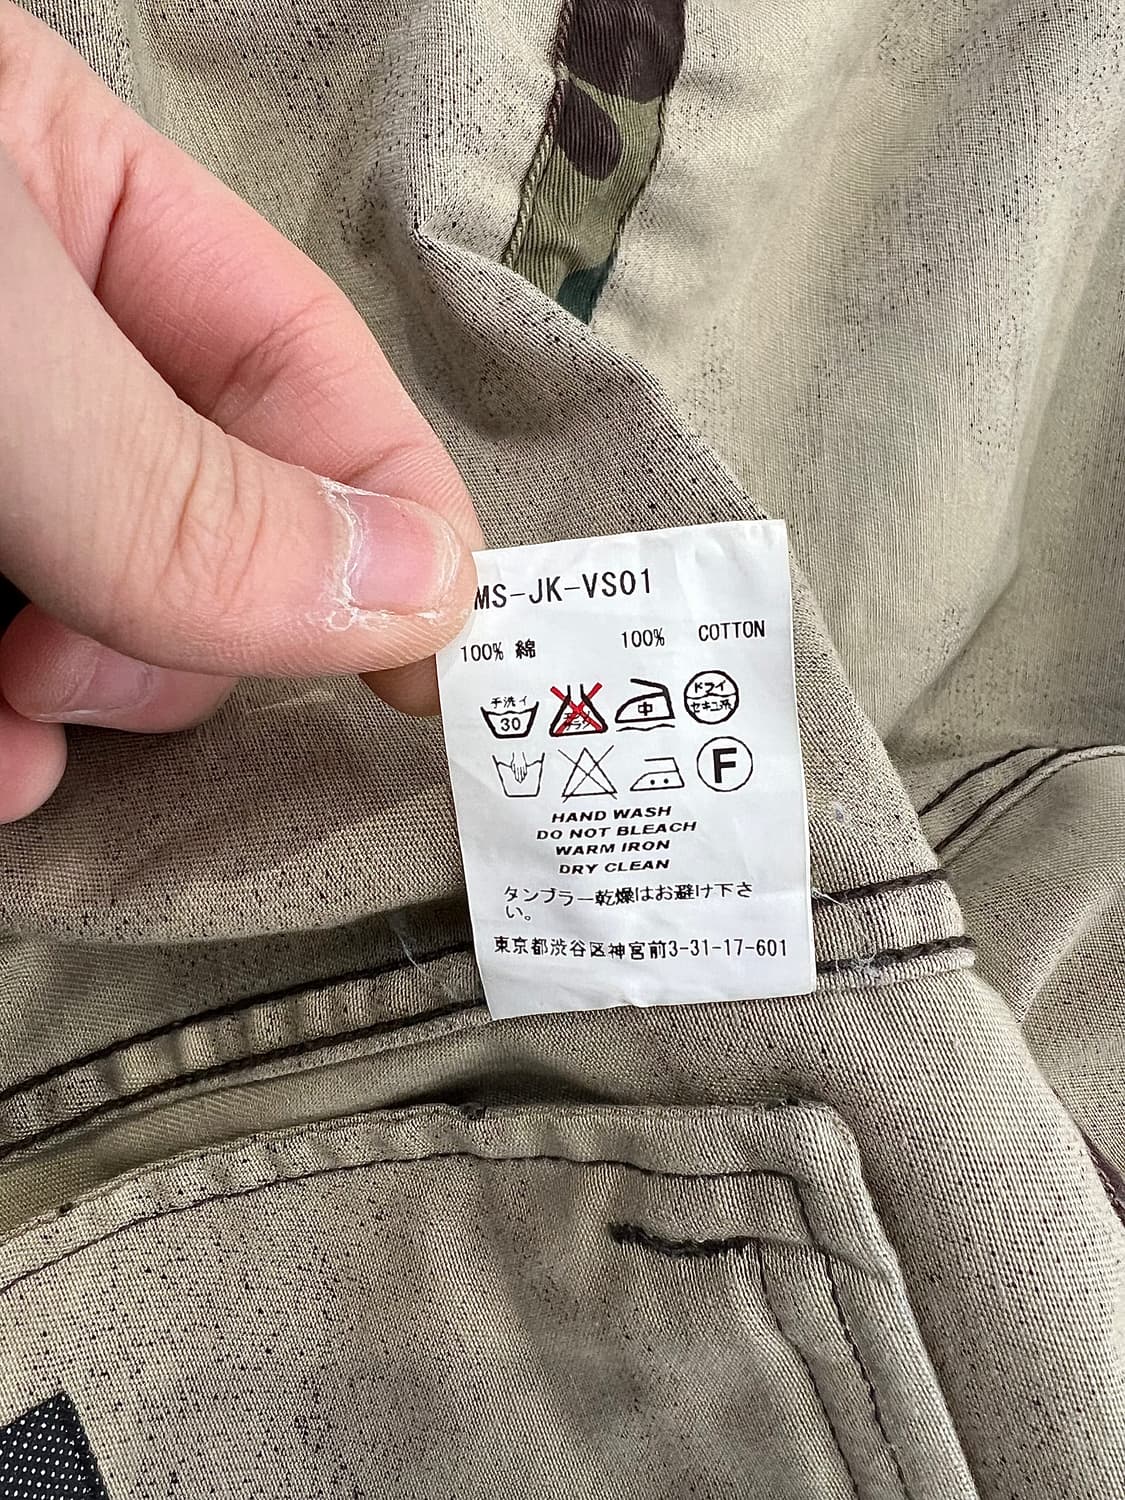 MS-JK-VS01
100% 綿 100% COTTON
手洗イ 30 中 ドライ セキユ系
F
HAND WASH
DO NOT BLEACH
WARM IRON
DRY CLEAN
タンブラー乾燥はお避け下さ
い。
東京都渋谷区神宮前3-31-17-601